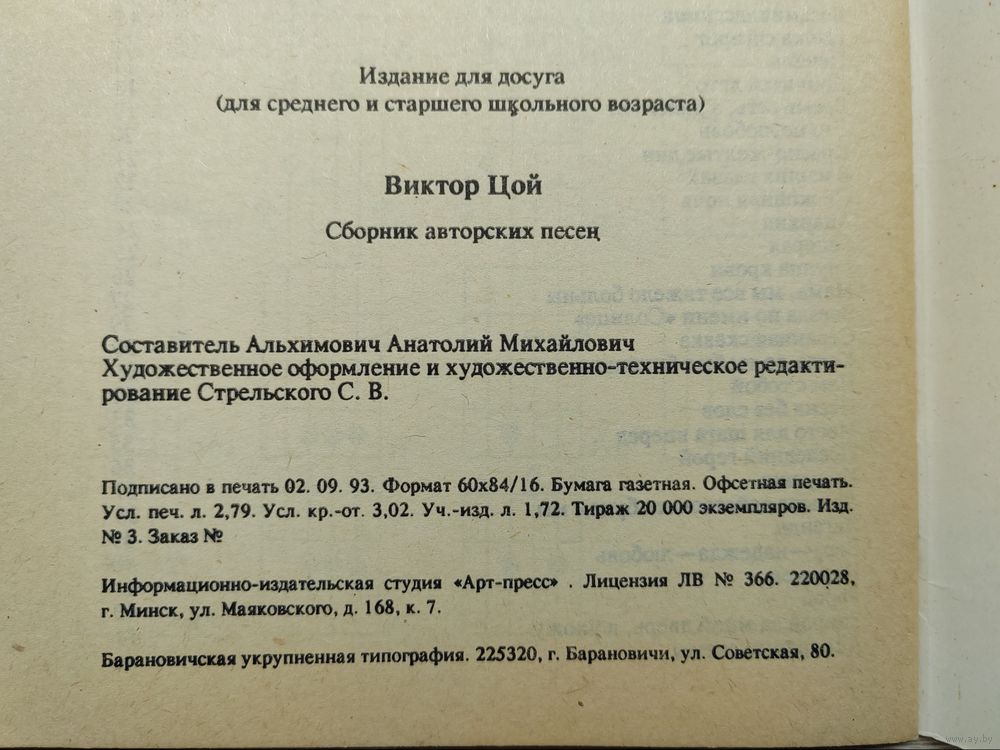 Издание для досуга
(для среднего и старшего школьного возраста)
Виктор Цой
Сборник авторских песен
Составитель Альхимович Анатолий Михайлович
Художественное оформление и художественно-техническое редакти-
рование Стрельского С. В.
Подписано в печать 02. 09. 93. Формат 60х84/16. Бумага газетная. Офсетная печать.
Усл. печ. л. 2,79. Усл. кр.-от. 3,02. Уч.-изд. л. 1,72. Тираж 20 000 экземпляров. Изд.
№ 3. Заказ №
Информационно-издательская студия «Арт-пресс» . Лицензия ЛВ № 366. 220028,
г. Минск, ул. Маяковского, д. 168, к. 7.
Барановичская укрупненная типография. 225320, г. Барановичи, ул. Советская, 80.
www.ay.by